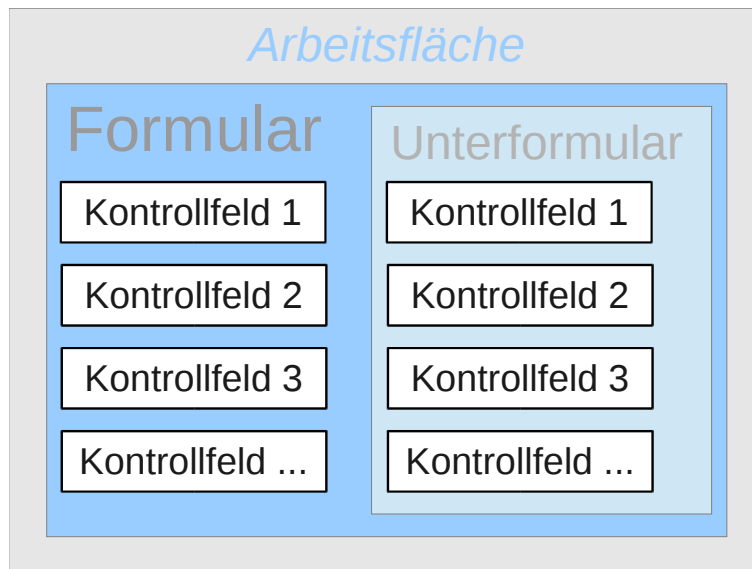 Arbeitsfläche
Formular
Kontrollfeld 1
Kontrollfeld 2
Kontrollfeld 3
Kontrollfeld ...
Unterformular
Kontrollfeld 1
Kontrollfeld 2
Kontrollfeld 3
Kontrollfeld ...